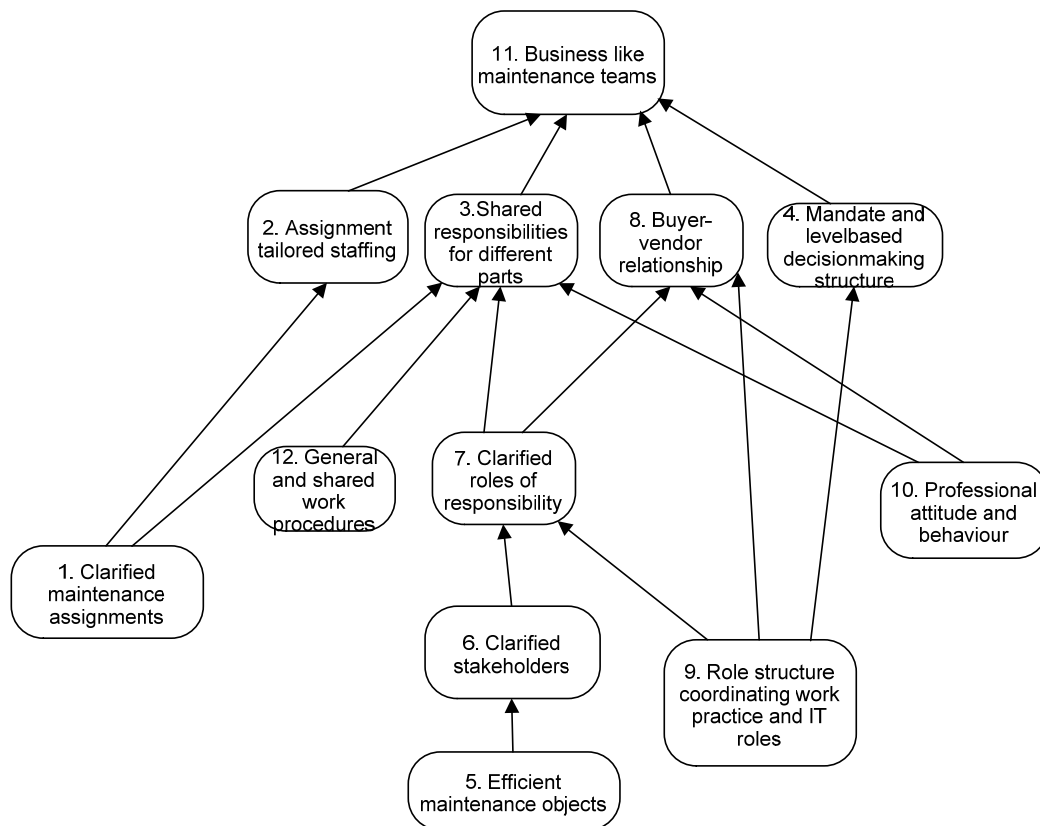 11. Business like
maintenance teams
2. Assignment
tailored staffing
3.Shared
responsibilities
for different
parts
8. Buyer-
vendor
relationship
4. Mandate and
levelbased
decisionmaking
structure
12. General
and shared
work
procedures
7. Clarified
roles of
responsibility
10. Professional
attitude and
behaviour
1. Clarified
maintenance
assignments
6. Clarified
stakeholders
9. Role structure
coordinating work
practice and IT
roles
5. Efficient
maintenance objects